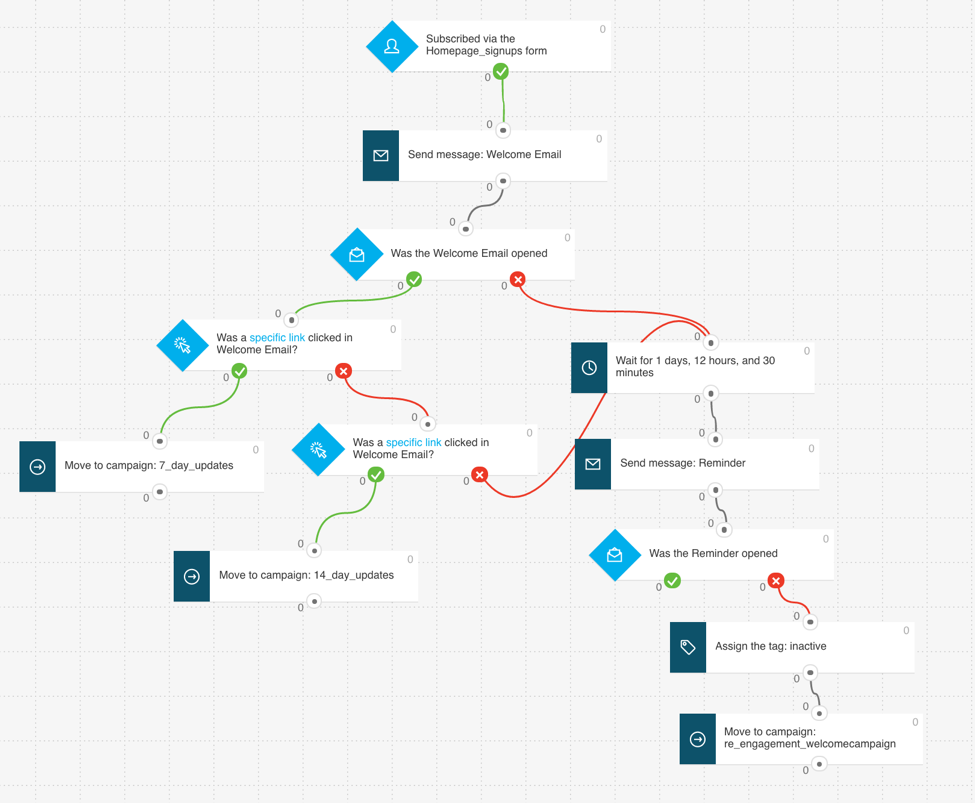 0
Subscribed via the
Homepage_signups form
0
0
0
Send message: Welcome Email
0
0
0
Was the Welcome Email opened
0
0
0
0
Was a specific link clicked in
Welcome Email?
0
0
0
0
Wait for 1 days, 12 hours, and 30
minutes
0
0
0
Was a specific link clicked in
Welcome Email?
0
0
0
0
Send message: Reminder
0
0
0
Move to campaign: 7_day_updates
0
0
0
Was the Reminder opened
0
0
0
0
Move to campaign: 14_day_updates
0
0
0
Assign the tag: inactive
0
0
0
Move to campaign:
re_engagement_welcomecampaign
0